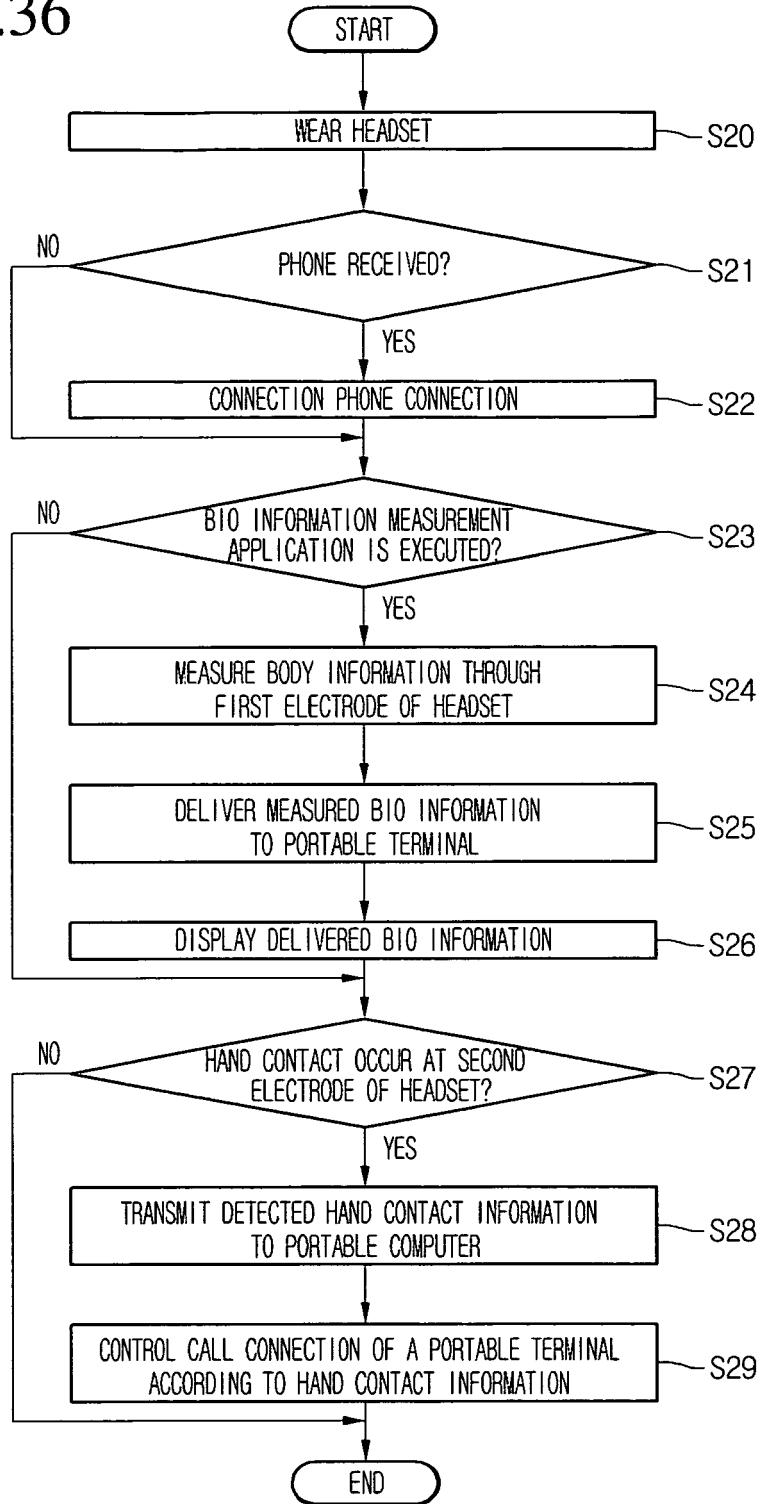 .36
START
WEAR HEADSET
S20
NO
PHONE RECEIVED?
S21
YES
CONNECTION PHONE CONNECTION
S22
NO
BIO INFORMATION MEASUREMENT
APPLICATION IS EXECUTED?
S23
YES
MEASURE BODY INFORMATION THROUGH
FIRST ELECTRODE OF HEADSET
S24
DELIVER MEASURED BIO INFORMATION
TO PORTABLE TERMINAL
S25
DISPLAY DELIVERED BIO INFORMATION
S26
NO
HAND CONTACT OCCUR AT SECOND
ELECTRODE OF HEADSET?
S27
YES
TRANSMIT DETECTED HAND CONTACT INFORMATION
TO PORTABLE COMPUTER
S28
CONTROL CALL CONNECTION OF A PORTABLE TERMINAL
ACCORDING TO HAND CONTACT INFORMATION
S29
END